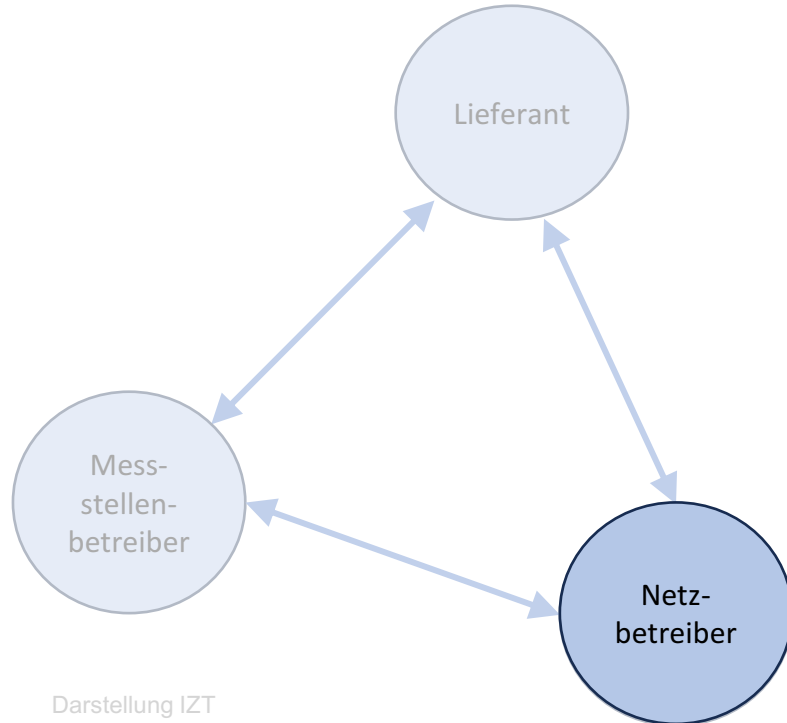 Lieferant
Mess-
stellen-
betreiber
Netz-
betreiber
Darstellung IZT